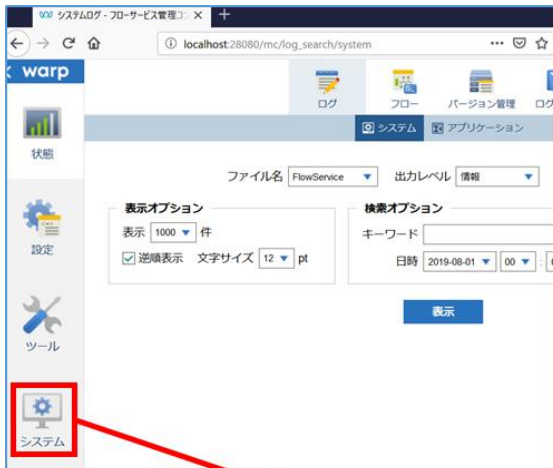 システムログ - フローサービス管理コ
localhost:28080/mc/log_search/system
warp
ログ
フロー
バージョン管理
ログ
システム
アプリケーション
状態
ファイル名 FlowService 出力レベル 情報
表示オプション
表示 1000 件
逆順表示 文字サイズ 12 pt
検索オプション
キーワード
日時 2019-08-01 00 :
表示
設定
ツール
システム